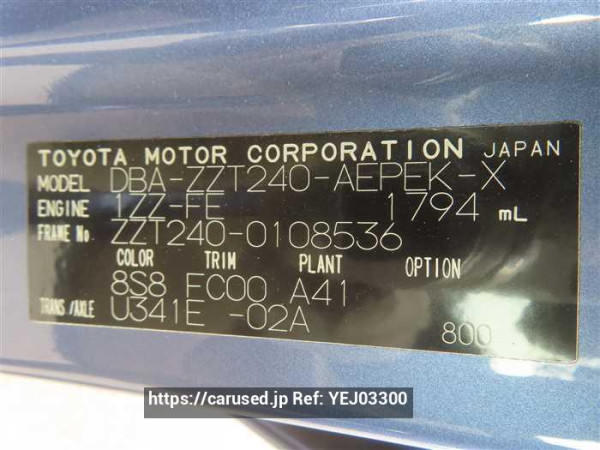 TOYOTA MOTOR CORPORATION JAPAN
MODEL DBA-ZZT240-AEPEK-X
ENGINE 1ZZ-FE 1794 mL
FRAME No ZZT240-0108536
COLOR TRIM PLANT OPTION
8S8 FC00 A41
TRANS/AXLE U341E -02A
800
https://carused.jp Ref: YEJ03300